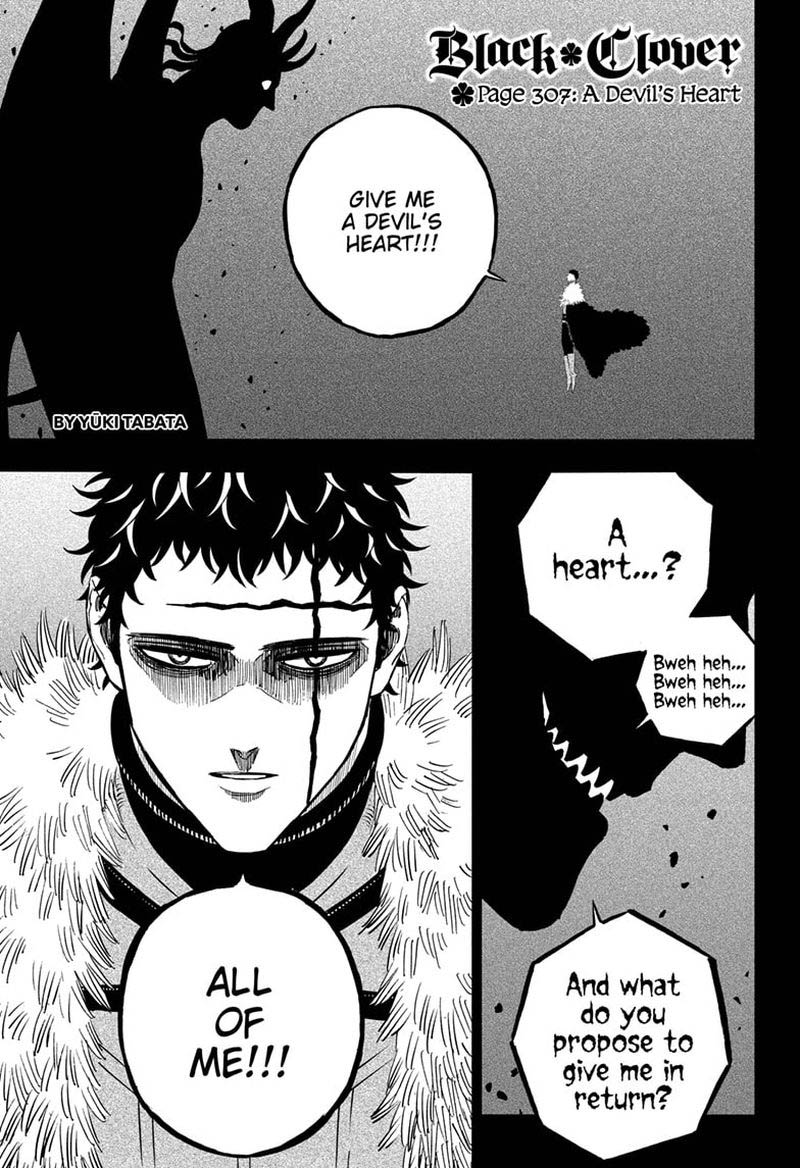 Black Clover
Page 307: A Devil's Heart
GIVE ME
A DEVIL'S
HEART!!!
BY YŪKI TABATA
A
heart...?
Bweh heh...
Bweh heh...
Bweh heh...
And what
do you
propose to
give me in
return?
ALL
OF
ME!!!